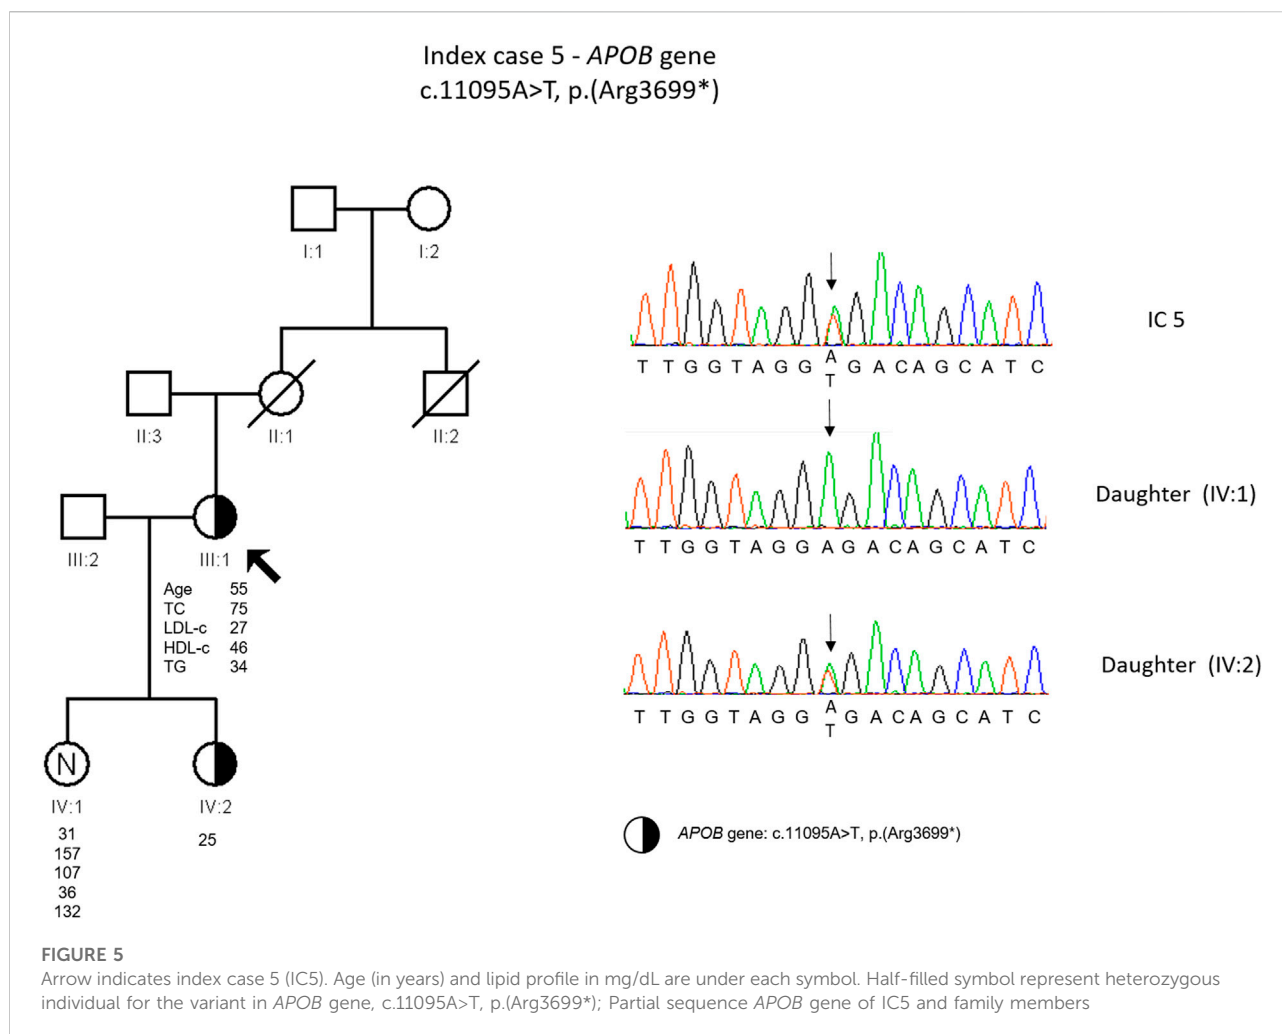 Index case 5 - APOB gene
c.11095A>T, p.(Arg3699*)
I:1
I:2
II:3
II:1
II:2
III:2
III:1
Age 55
TC 75
LDL-c 27
HDL-c 46
TG 34
N
IV:1
IV:2
31
157
107
36
132
25
T T G G T A G G A G A C A G C A T C
T
IC 5
T T G G T A G G A G A C A G C A T C
Daughter (IV:1)
T T G G T A G G A G A C A G C A T C
T
Daughter (IV:2)
APOB gene: c.11095A>T, p.(Arg3699*)
FIGURE 5
Arrow indicates index case 5 (IC5). Age (in years) and lipid profile in mg/dL are under each symbol. Half-filled symbol represent heterozygous
individual for the variant in APOB gene, c.11095A>T, p.(Arg3699*); Partial sequence APOB gene of IC5 and family members